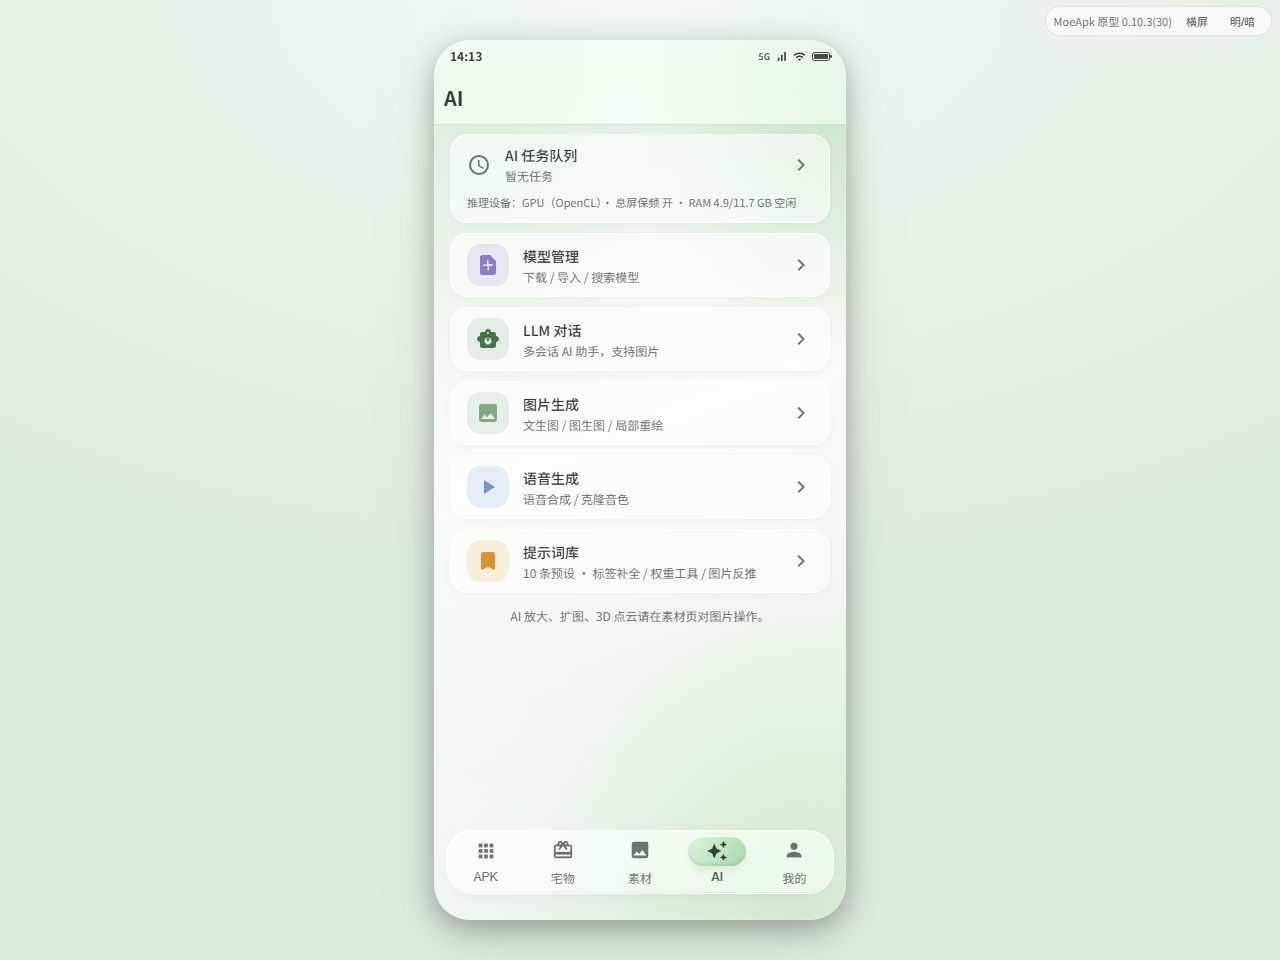 MoeApk 原型 0.10.3(30) 横屏 明/暗
14:13 5G
AI
AI 任务队列
暂无任务
推理设备：GPU（OpenCL）· 息屏保频 开 · RAM 4.9/11.7 GB 空闲
模型管理
下载 / 导入 / 搜索模型
LLM 对话
多会话 AI 助手，支持图片
图片生成
文生图 / 图生图 / 局部重绘
语音生成
语音合成 / 克隆音色
提示词库
10 条预设 · 标签补全 / 权重工具 / 图片反推
AI 放大、扩图、3D 点云请在素材页对图片操作。
APK 宅物 素材 AI 我的